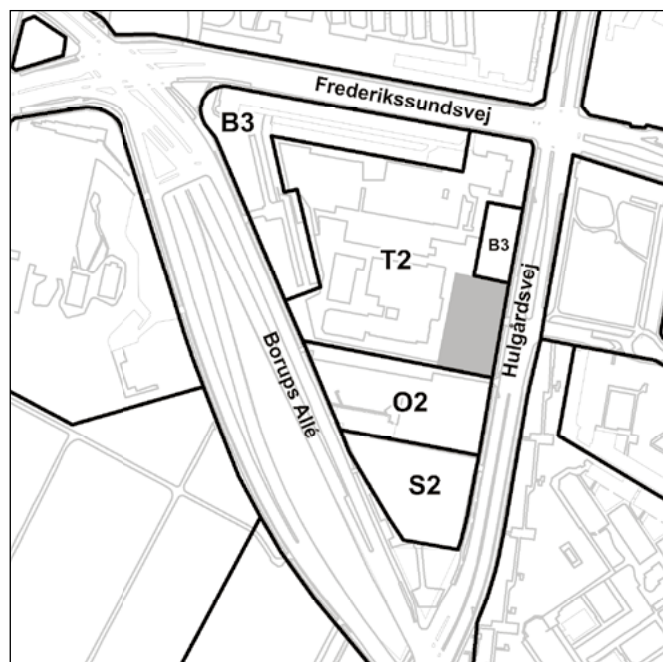 Frederikssundsvej
B3
B3
T2
Hulgårdsvej
Borups Allé
O2
S2